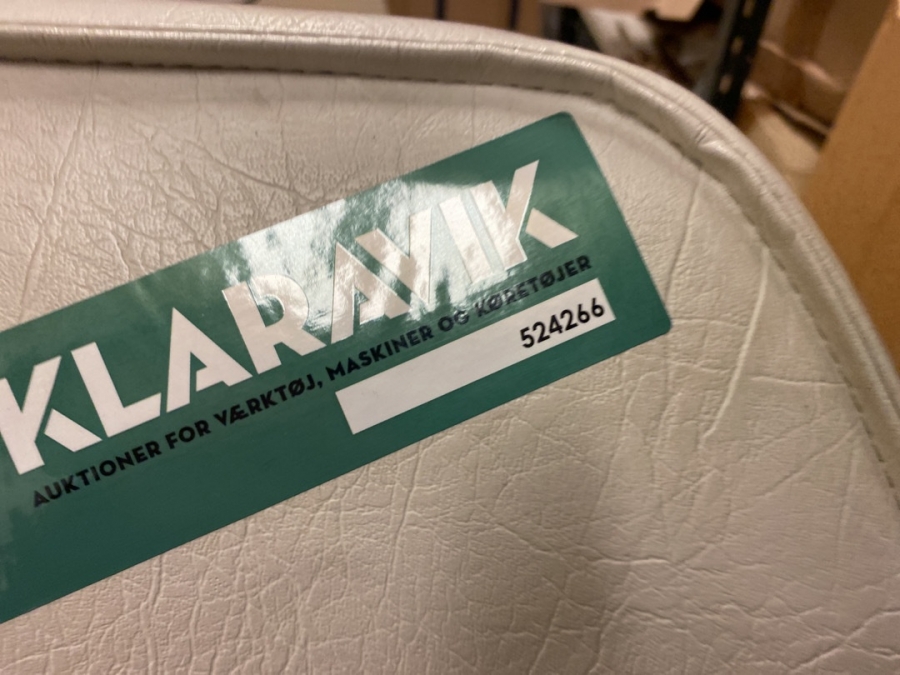 KLARAVIK
AUKTIONER FOR VÆRKTØJ, MASKINER OG KØRETØJER
524266